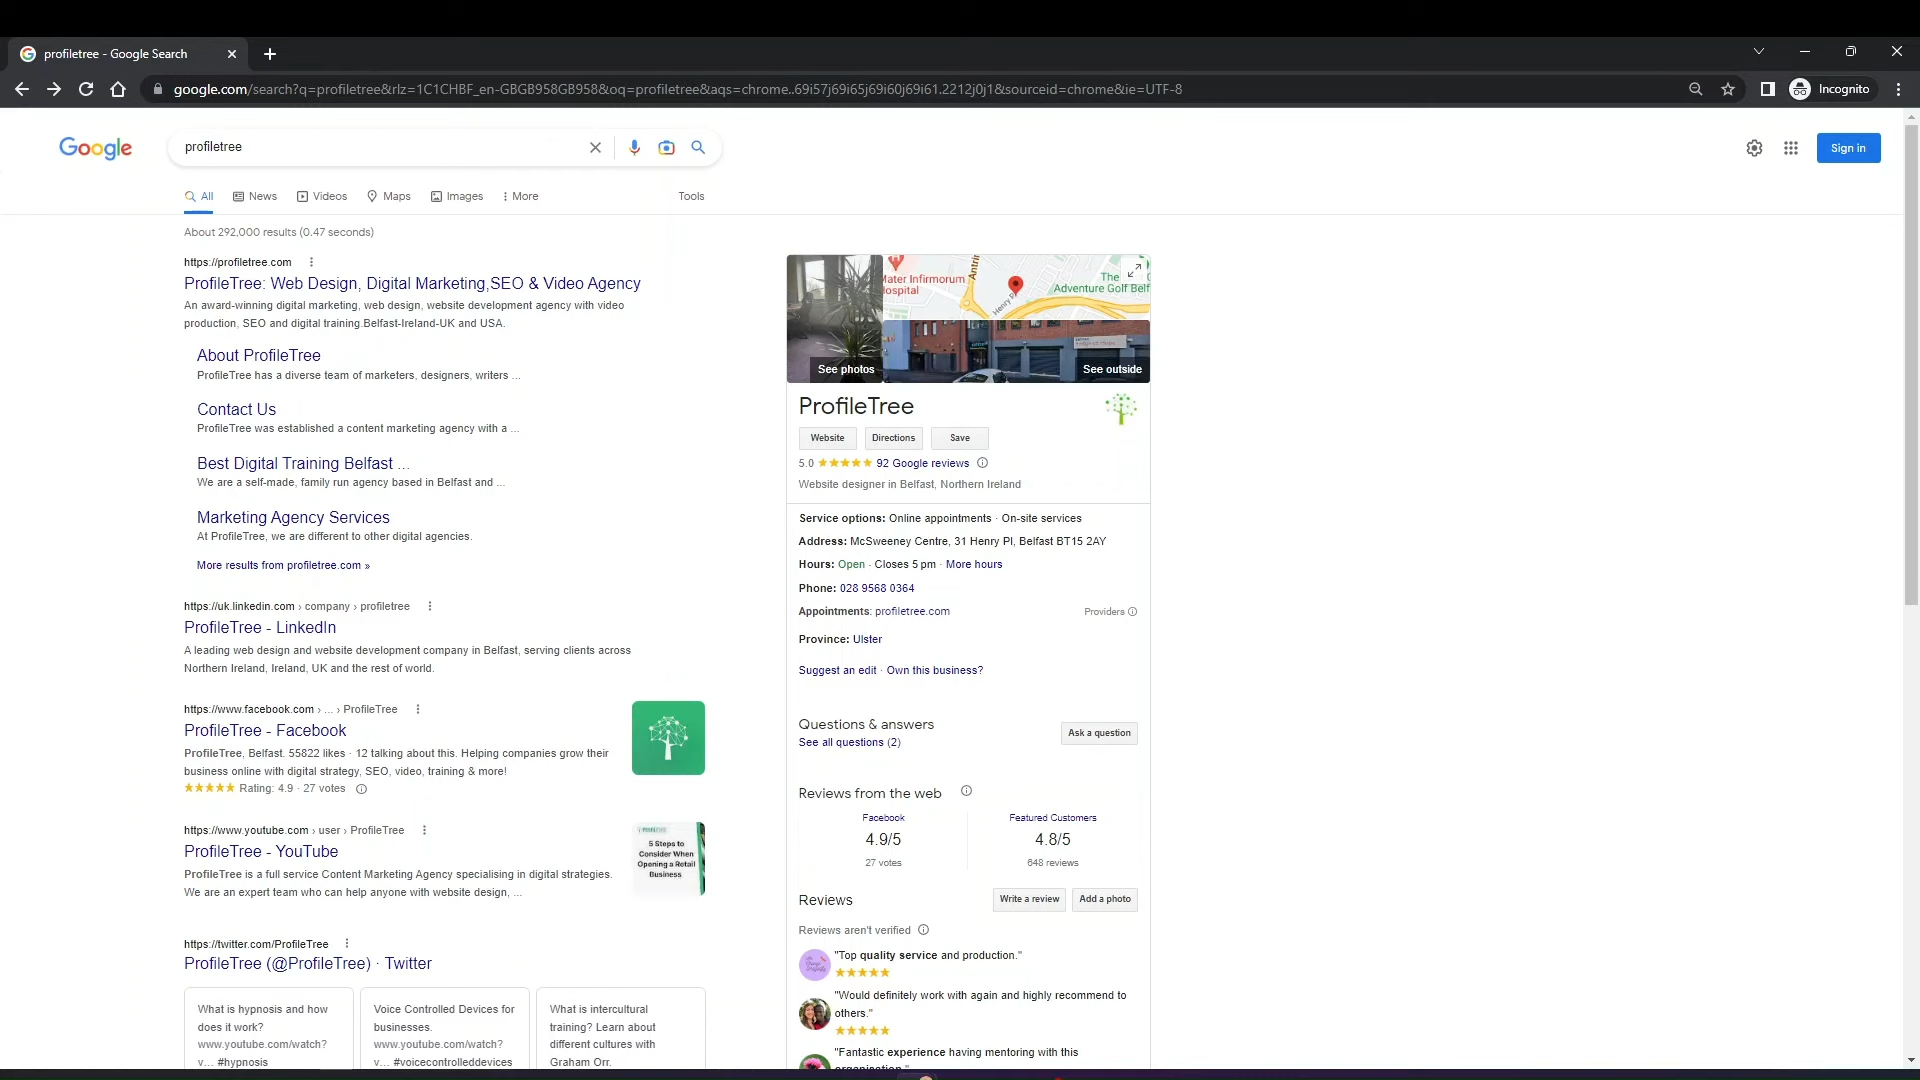 profiletree - Google Search
google.com/search?q=profiletree&rlz=1C1CHBF_en-GBGB958GB958&oq=profiletree&aqs=chrome..69i57j69i65j69i60j69i61.2212j0j1&sourceid=chrome&ie=UTF-8
Incognito
Google
profiletree
Sign in
All
News
Videos
Maps
Images
More
Tools
About 292,000 results (0.47 seconds)
https://profiletree.com
ProfileTree: Web Design, Digital Marketing,SEO & Video Agency
An award-winning digital marketing, web design, website development agency with video
production, SEO and digital training.Belfast-Ireland-UK and USA.
About ProfileTree
ProfileTree has a diverse team of marketers, designers, writers ...
Contact Us
ProfileTree was established a content marketing agency with a ...
Best Digital Training Belfast ...
We are a self-made, family run agency based in Belfast and ...
Marketing Agency Services
At ProfileTree, we are different to other digital agencies.
More results from profiletree.com »
https://uk.linkedin.com › company › profiletree
ProfileTree - LinkedIn
A leading web design and website development company in Belfast, serving clients across
Northern Ireland, Ireland, UK and the rest of world.
https://www.facebook.com › ... › ProfileTree
ProfileTree - Facebook
ProfileTree, Belfast. 55822 likes · 12 talking about this. Helping companies grow their
business online with digital strategy, SEO, video, training & more!
Rating: 4.9 · 27 votes
https://www.youtube.com › user › ProfileTree
ProfileTree - YouTube
ProfileTree is a full service Content Marketing Agency specialising in digital strategies.
We are an expert team who can help anyone with website design, ...
5 Steps to
Consider When
Opening a Retail
Business
https://twitter.com/ProfileTree
ProfileTree (@ProfileTree) · Twitter
What is hypnosis and how
does it work?
www.youtube.com/watch?
v... #hypnosis
Voice Controlled Devices for
businesses.
www.youtube.com/watch?
v... #voicecontrolleddevices
What is intercultural
training? Learn about
different cultures with
Graham Orr.
Mater Infirmorum
Hospital
Antri
Henry P
The
Adventure Golf Belf
See photos
See outside
ProfileTree
Website
Directions
Save
5.0
92 Google reviews
Website designer in Belfast, Northern Ireland
Service options: Online appointments · On-site services
Address: McSweeney Centre, 31 Henry Pl, Belfast BT15 2AY
Hours: Open · Closes 5 pm · More hours
Phone: 028 9568 0364
Appointments: profiletree.com
Providers
Province: Ulster
Suggest an edit · Own this business?
Questions & answers
See all questions (2)
Ask a question
Reviews from the web
Facebook
4.9/5
27 votes
Featured Customers
4.8/5
648 reviews
Reviews
Write a review
Add a photo
Reviews aren't verified
"Top quality service and production."
"Would definitely work with again and highly recommend to
others."
"Fantastic experience having mentoring with this
organisation."